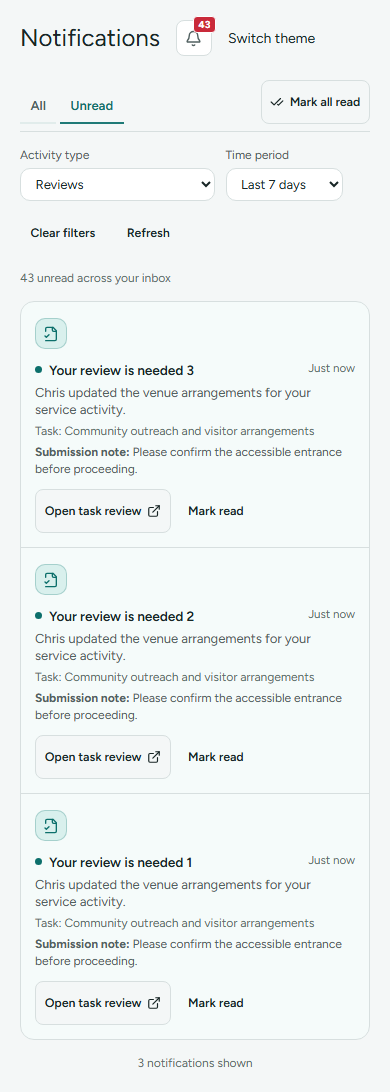 Notifications
43
Switch theme
All
Unread
Mark all read
Activity type
Time period
Reviews
Last 7 days
Clear filters
Refresh
43 unread across your inbox
Your review is needed 3
Just now
Chris updated the venue arrangements for your
service activity.
Task: Community outreach and visitor arrangements
Submission note: Please confirm the accessible entrance
before proceeding.
Open task review
Mark read
Your review is needed 2
Just now
Chris updated the venue arrangements for your
service activity.
Task: Community outreach and visitor arrangements
Submission note: Please confirm the accessible entrance
before proceeding.
Open task review
Mark read
Your review is needed 1
Just now
Chris updated the venue arrangements for your
service activity.
Task: Community outreach and visitor arrangements
Submission note: Please confirm the accessible entrance
before proceeding.
Open task review
Mark read
3 notifications shown